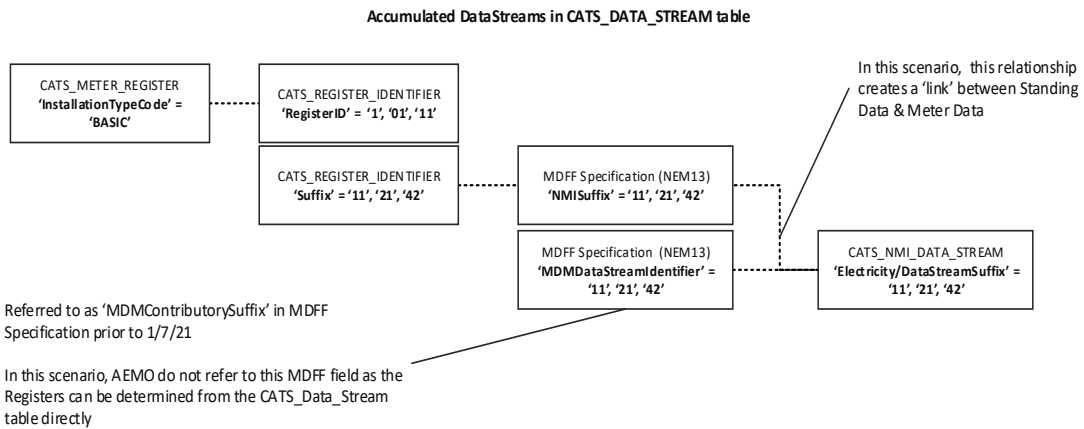 Accumulated DataStreams in CATS_DATA_STREAM table
CATS_METER_REGISTER
‘InstallationTypeCode’ =
‘BASIC’
CATS_REGISTER_IDENTIFIER
‘RegisterID’ = ‘1’, ‘01’, ‘11’
In this scenario, this relationship
creates a ‘link’ between Standing
Data & Meter Data
CATS_REGISTER_IDENTIFIER
‘Suffix’ = ‘11’, ‘21’, ‘42’
MDFF Specification (NEM13)
‘NMISuffix’ = ‘11’, ‘21’, ‘42’
MDFF Specification (NEM13)
‘MDMDataStreamIdentifier’ =
‘11’, ‘21’, ‘42’
CATS_NMI_DATA_STREAM
‘Electricity/DataStreamSuffix’ =
‘11’, ‘21’, ‘42’
Referred to as ‘MDMContributorySuffix’ in MDFF
Specification prior to 1/7/21
In this scenario, AEMO do not refer to this MDFF field as the
Registers can be determined from the CATS_Data_Stream
table directly